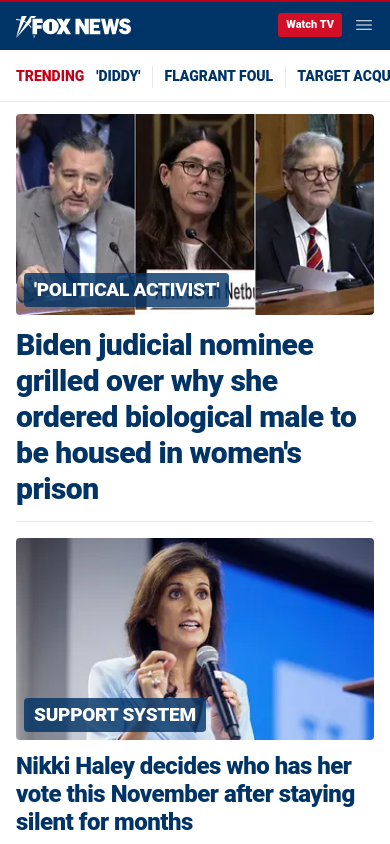 FOX NEWS
Watch TV
TRENDING 'DIDDY' FLAGRANT FOUL TARGET ACQU
'POLITICAL ACTIVIST'
Netbu
Biden judicial nominee
grilled over why she
ordered biological male to
be housed in women's
prison
SUPPORT SYSTEM
Nikki Haley decides who has her
vote this November after staying
silent for months